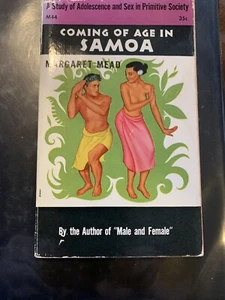 A Study of Adolescence and Sex in Primitive Society
M44 35c
COMING OF AGE IN
SAMOA
MARGARET MEAD
By the Author of "Male and Female"